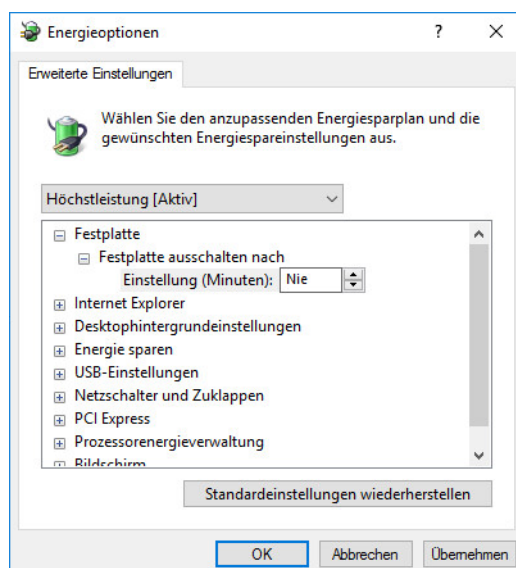 Energieoptionen
Erweiterte Einstellungen
Wählen Sie den anzupassenden Energiesparplan und die
gewünschten Energiespareinstellungen aus.
Höchstleistung [Aktiv]
Festplatte
Festplatte ausschalten nach
Einstellung (Minuten): Nie
Internet Explorer
Desktophintergrundeinstellungen
Energie sparen
USB-Einstellungen
Netzschalter und Zuklappen
PCI Express
Prozessorenergieverwaltung
Bildschirm
Standardeinstellungen wiederherstellen
OK Abbrechen Übernehmen